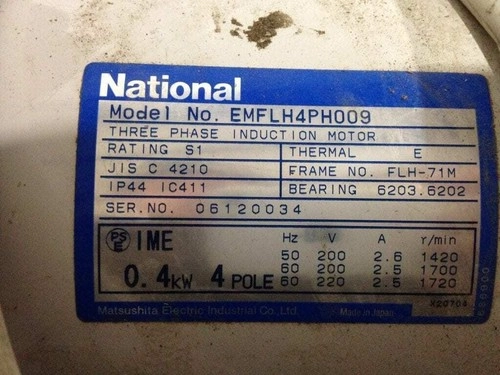 National
Model No. EMFLH4PH009
THREE PHASE INDUCTION MOTOR
RATING S1 THERMAL E
JIS C 4210 FRAME NO. FLH-71M
IP44 IC411 BEARING 6203.6202
SER.NO. 06120034
PS E IME Hz V A r/min
50 200 2.6 1420
0.4kW 4 POLE 60 200 2.5 1700
60 220 2.5 1720
Matsushita Electric Industrial Co.,Ltd. Made in Japan